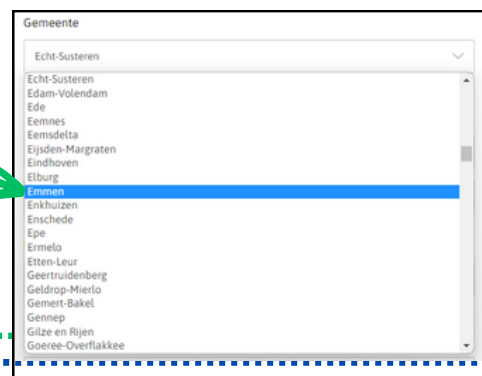 Gemeente
Echt-Susteren
Echt-Susteren
Edam-Volendam
Ede
Eemnes
Eemsdelta
Eijsden-Margraten
Eindhoven
Elburg
Emmen
Enkhuizen
Enschede
Epe
Ermelo
Etten-Leur
Geertruidenberg
Geldrop-Mierlo
Gemert-Bakel
Gennep
Gilze en Rijen
Goeree-Overflakkee